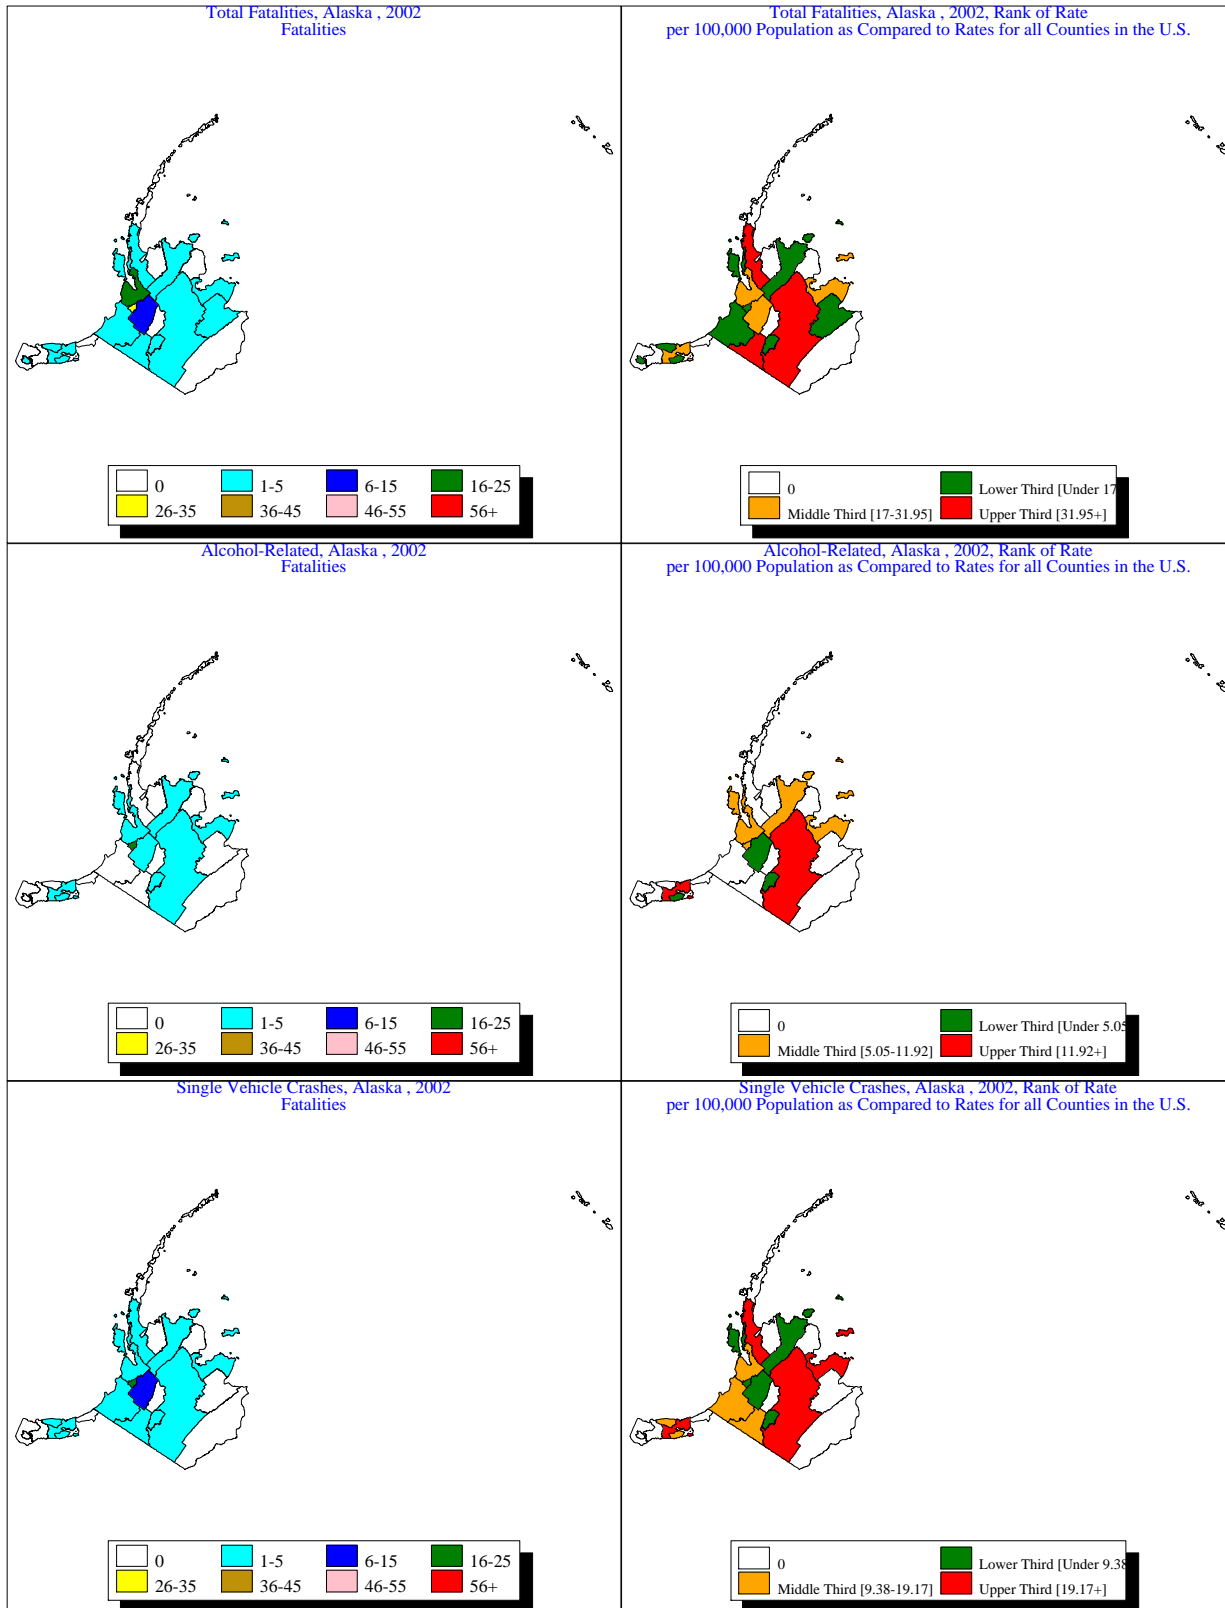 Total Fatalities, Alaska , 2002
Fatalities
0
1-5
6-15
16-25
26-35
36-45
46-55
56+
Total Fatalities, Alaska , 2002, Rank of Rate
per 100,000 Population as Compared to Rates for all Counties in the U.S.
0
Lower Third [Under 17
Middle Third [17-31.95]
Upper Third [31.95+]
Alcohol-Related, Alaska , 2002
Fatalities
0
1-5
6-15
16-25
26-35
36-45
46-55
56+
Alcohol-Related, Alaska , 2002, Rank of Rate
per 100,000 Population as Compared to Rates for all Counties in the U.S.
0
Lower Third [Under 5.05
Middle Third [5.05-11.92]
Upper Third [11.92+]
Single Vehicle Crashes, Alaska , 2002
Fatalities
0
1-5
6-15
16-25
26-35
36-45
46-55
56+
Single Vehicle Crashes, Alaska , 2002, Rank of Rate
per 100,000 Population as Compared to Rates for all Counties in the U.S.
0
Lower Third [Under 9.38
Middle Third [9.38-19.17]
Upper Third [19.17+]